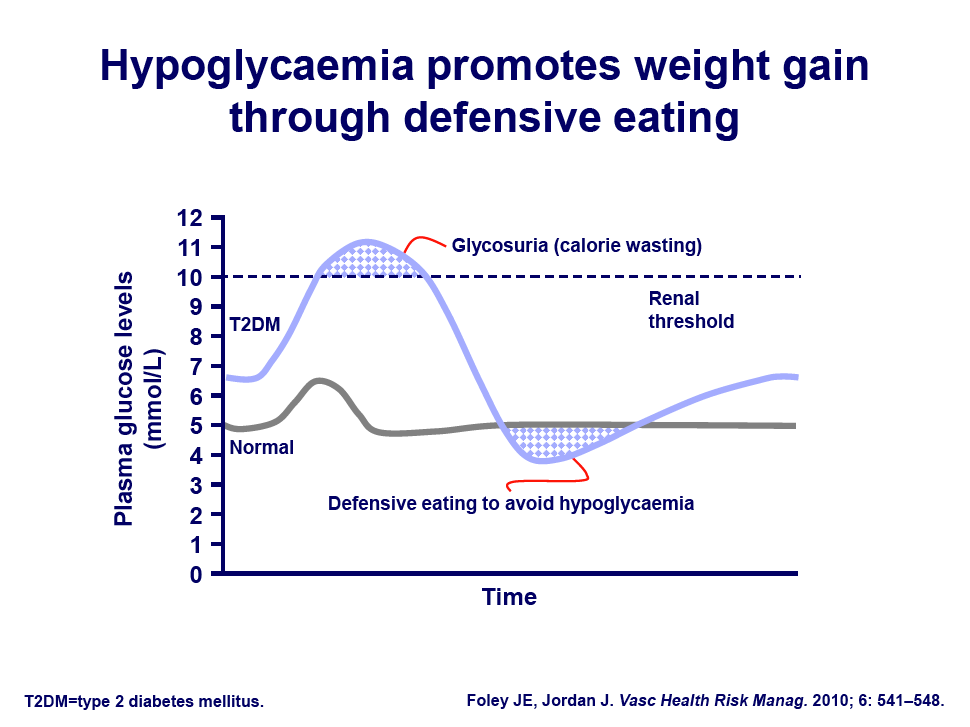 Hypoglycaemia promotes weight gain
through defensive eating
12
11
10
9
8
7
6
5
4
3
2
1
0
Plasma glucose levels
(mmol/L)
Glycosuria (calorie wasting)
Renal
threshold
T2DM
Normal
Defensive eating to avoid hypoglycaemia
Time
T2DM=type 2 diabetes mellitus.
Foley JE, Jordan J. Vasc Health Risk Manag. 2010; 6: 541–548.